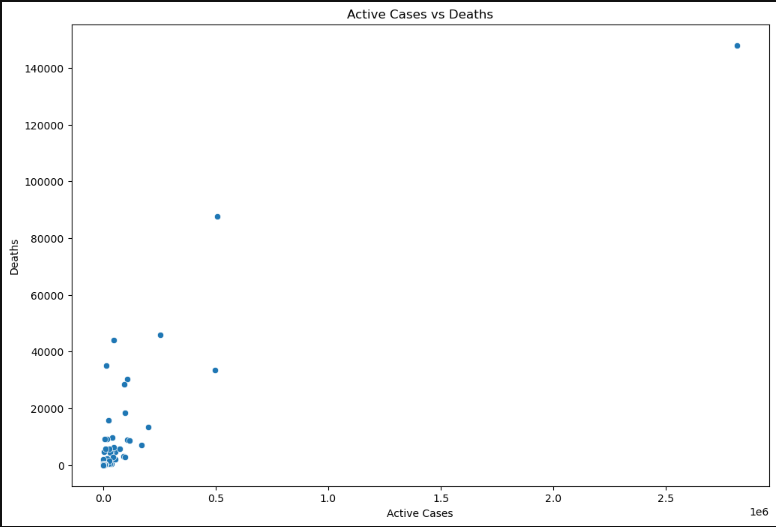 Active Cases vs Deaths
140000
120000
100000
80000
60000
40000
20000
0
Deaths
0.0 0.5 1.0 1.5 2.0 2.5
1e6
Active Cases